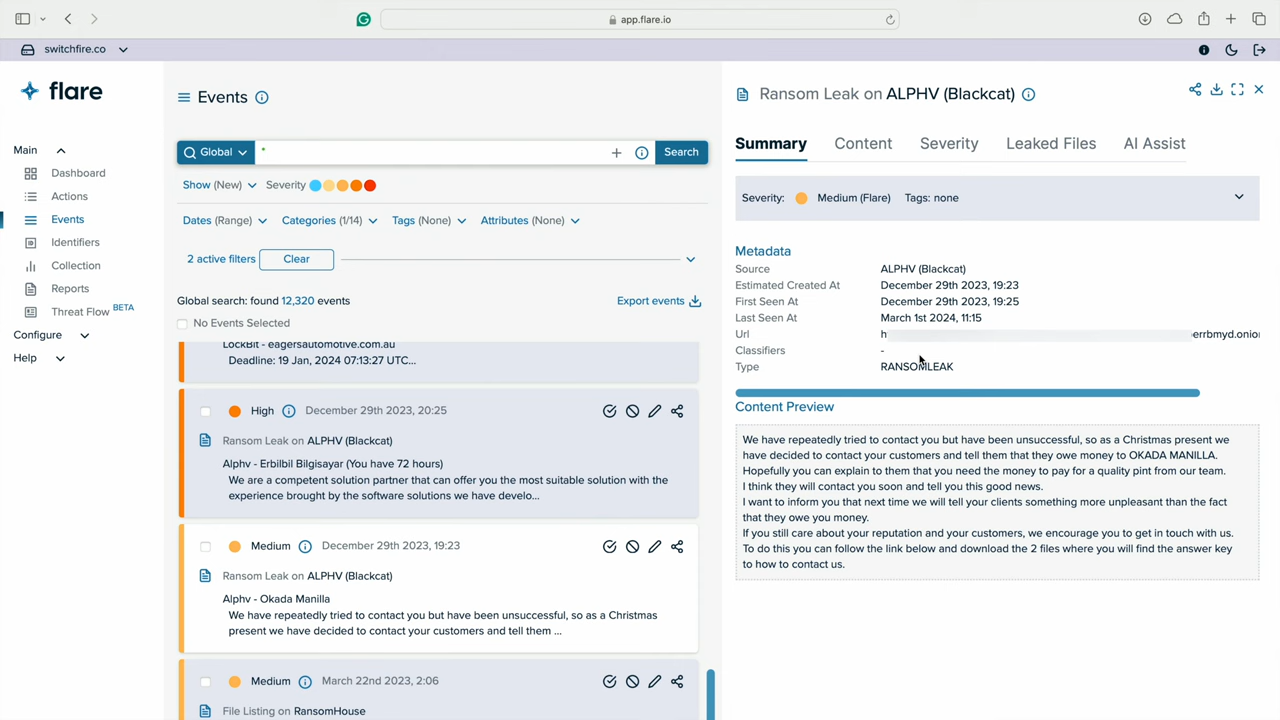 app.flare.io
switchfire.co
flare
Main
Dashboard
Actions
Events
Identifiers
Collection
Reports
Threat Flow BETA
Configure
Help
Events
Global
*
Search
Show (New)
Severity
Dates (Range)
Categories (1/14)
Tags (None)
Attributes (None)
2 active filters
Clear
Global search: found 12,320 events
Export events
No Events Selected
LockBit - eagersautomotive.com.au
Deadline: 19 Jan, 2024 07:13:27 UTC...
High
December 29th 2023, 20:25
Ransom Leak on ALPHV (Blackcat)
Alphv - Erbilbil Bilgisayar (You have 72 hours)
We are a competent solution partner that can offer you the most suitable solution with the
experience brought by the software solutions we have develo...
Medium
December 29th 2023, 19:23
Ransom Leak on ALPHV (Blackcat)
Alphv - Okada Manilla
We have repeatedly tried to contact you but have been unsuccessful, so as a Christmas
present we have decided to contact your customers and tell them ...
Medium
March 22nd 2023, 2:06
File Listing on RansomHouse
Ransom Leak on ALPHV (Blackcat)
Summary
Content
Severity
Leaked Files
AI Assist
Severity:
Medium (Flare)
Tags: none
Metadata
Source ALPHV (Blackcat)
Estimated Created At December 29th 2023, 19:23
First Seen At December 29th 2023, 19:25
Last Seen At March 1st 2024, 11:15
Url h errbmyd.onion
Classifiers -
Type RANSOMLEAK
Content Preview
We have repeatedly tried to contact you but have been unsuccessful, so as a Christmas present we
have decided to contact your customers and tell them that they owe money to OKADA MANILLA.
Hopefully you can explain to them that you need the money to pay for a quality pint from our team.
I think they will contact you soon and tell you this good news.
I want to inform you that next time we will tell your clients something more unpleasant than the fact
that they owe you money.
If you still care about your reputation and your customers, we encourage you to get in touch with us.
To do this you can follow the link below and download the 2 files where you will find the answer key
to how to contact us.